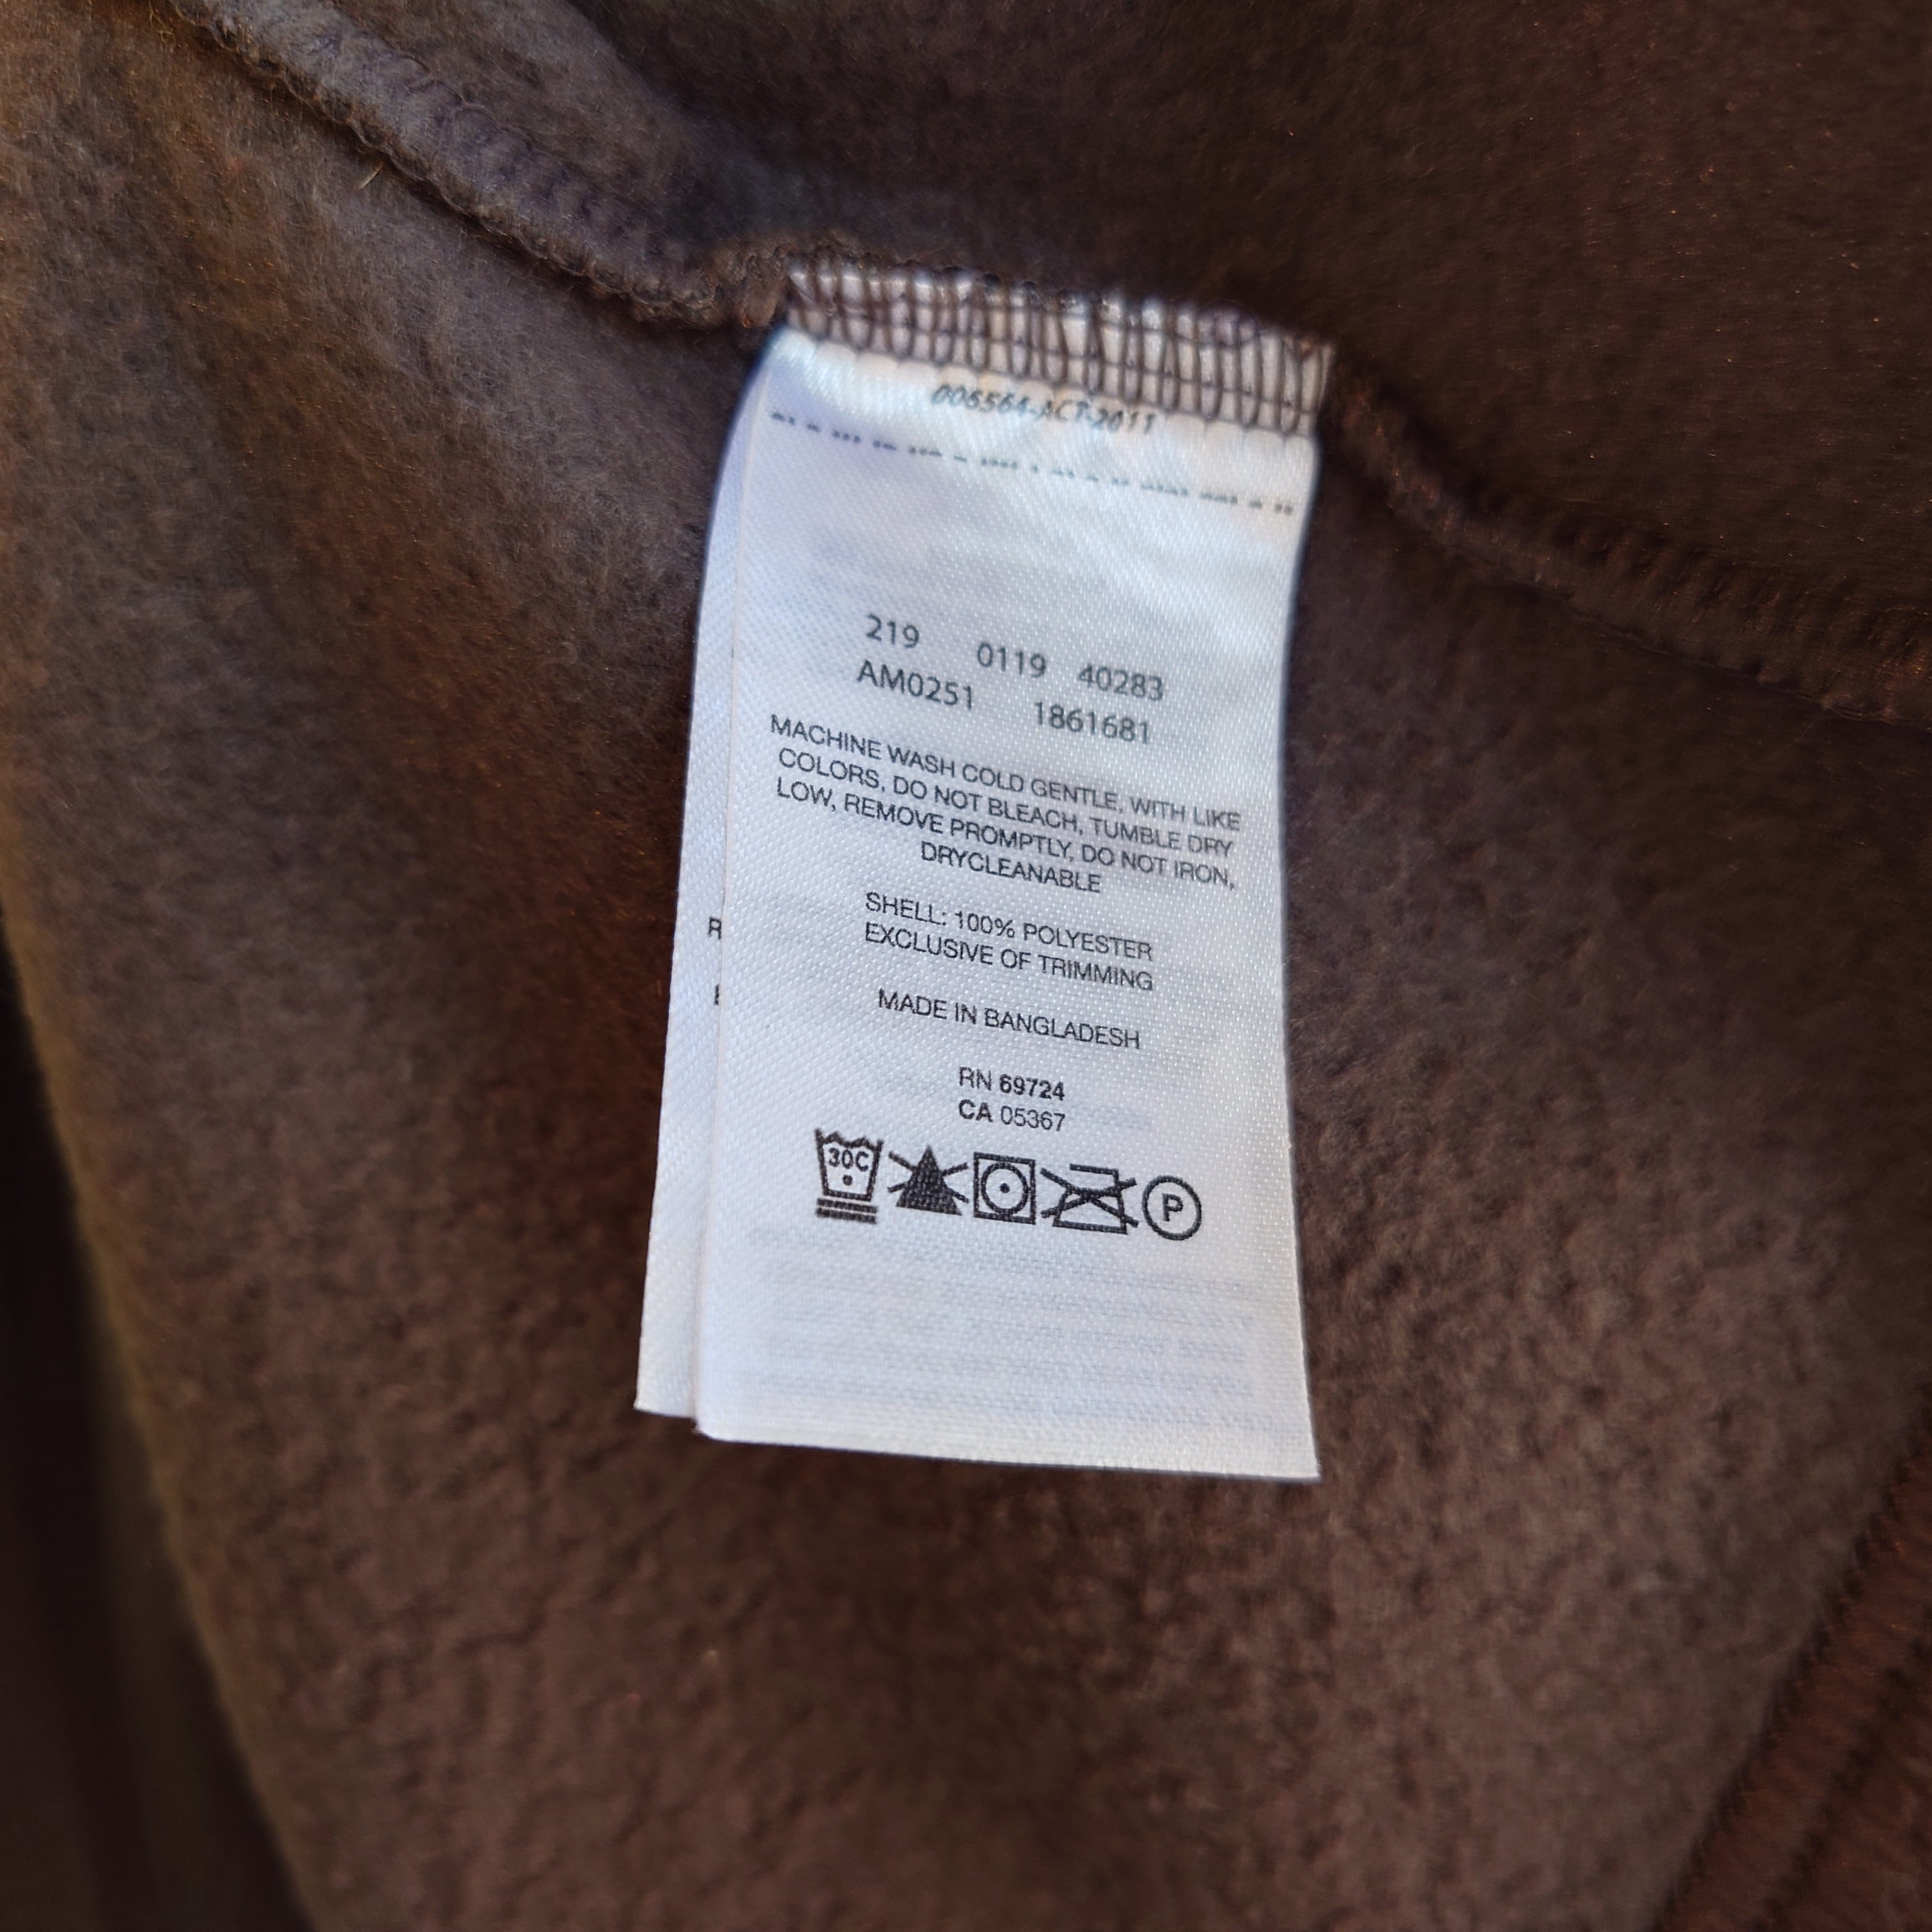 006564-ACT-2011
219 0119 40283
AM0251 1861681
MACHINE WASH COLD GENTLE, WITH LIKE
COLORS, DO NOT BLEACH, TUMBLE DRY
LOW, REMOVE PROMPTLY, DO NOT IRON,
DRYCLEANABLE
SHELL: 100% POLYESTER
EXCLUSIVE OF TRIMMING
MADE IN BANGLADESH
RN 69724
CA 05367
30C
P